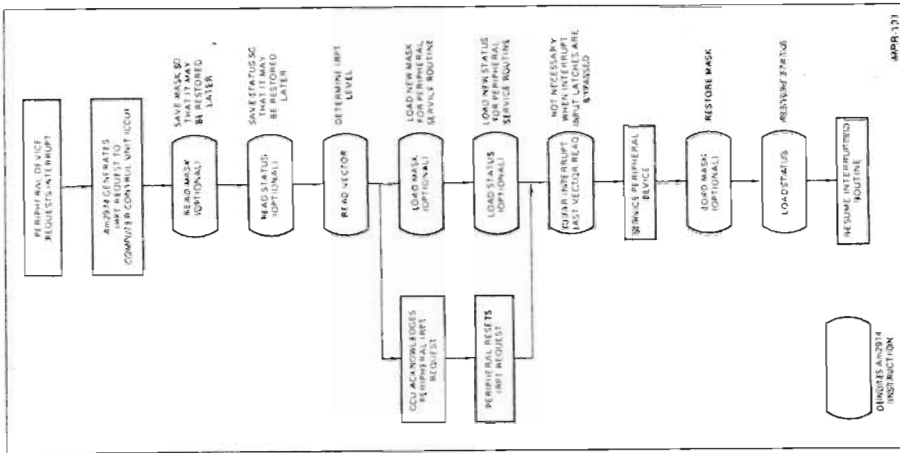 PERIPHERAL DEVICE
REQUESTS INTERRUPT
Am2914 GENERATES
IRPT REQUEST TO
COMPUTER CONTROL UNIT (CCU)
READ MASK
(OPTIONAL)
SAVE MASK SO
THAT IT MAY
BE RESTORED
LATER
READ STATUS
(OPTIONAL)
SAVE STATUS SO
THAT IT MAY
BE RESTORED
LATER
READ VECTOR
DETERMINE IRPT
LEVEL
CCU ACKNOWLEDGES
PERIPHERAL IRPT
REQUEST
LOAD MASK
(OPTIONAL)
LOAD NEW MASK
FOR PERIPHERAL
SERVICE ROUTINE
PERIPHERAL RESETS
IRPT REQUEST
LOAD STATUS
(OPTIONAL)
LOAD NEW STATUS
FOR PERIPHERAL
SERVICE ROUTINE
CLEAR INTERRUPT
LAST VECTOR READ
NOT NECESSARY
WHEN INTERRUPT
INPUT LATCHES ARE
BYPASSED
SERVICE PERIPHERAL
DEVICE
LOAD MASK
(OPTIONAL)
RESTORE MASK
LOAD STATUS
RESTORE STATUS
RESUME INTERRUPTED
ROUTINE
DENOTES Am2914
INSTRUCTION
MPR-131